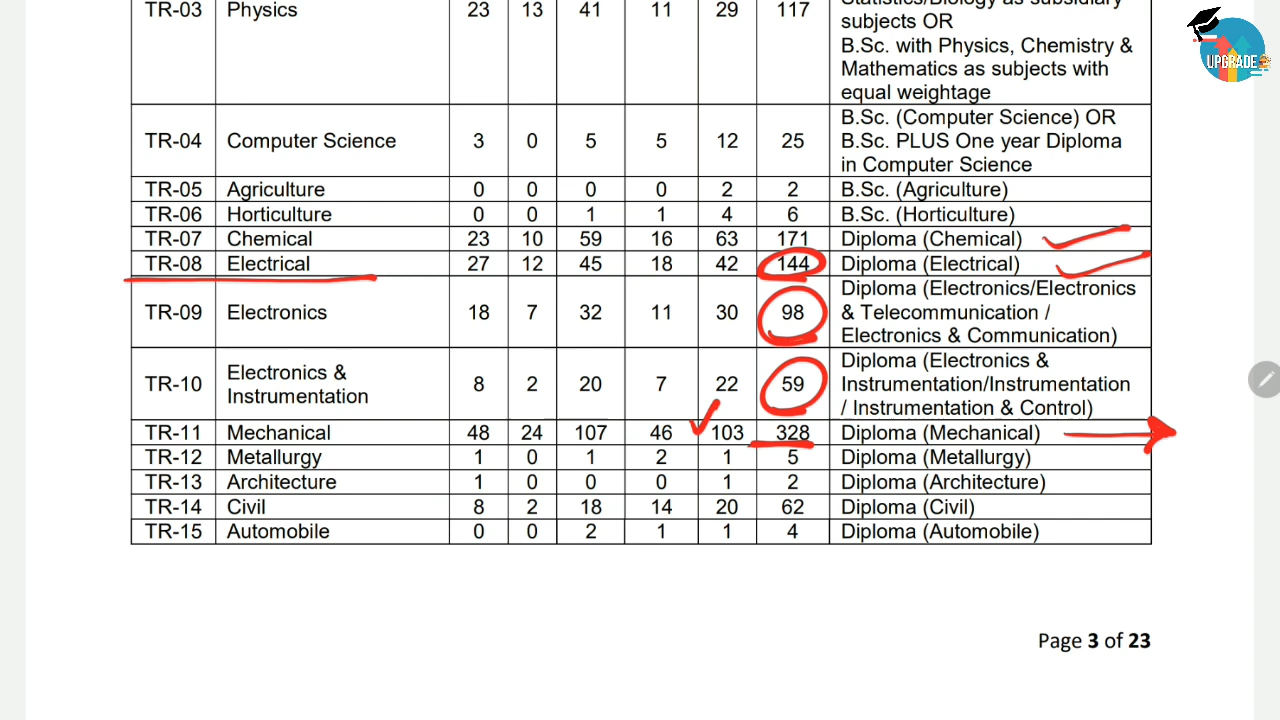 UPGRADE
TR-03 Physics 23 13 41 11 29 117 Statistics/Biology as subsidiary
subjects OR
B.Sc. with Physics, Chemistry &
Mathematics as subjects with
equal weightage
TR-04 Computer Science 3 0 5 5 12 25 B.Sc. (Computer Science) OR
B.Sc. PLUS One year Diploma
in Computer Science
TR-05 Agriculture 0 0 0 0 2 2 B.Sc. (Agriculture)
TR-06 Horticulture 0 0 1 1 4 6 B.Sc. (Horticulture)
TR-07 Chemical 23 10 59 16 63 171 Diploma (Chemical)
TR-08 Electrical 27 12 45 18 42 144 Diploma (Electrical)
TR-09 Electronics 18 7 32 11 30 98 Diploma (Electronics/Electronics
& Telecommunication /
Electronics & Communication)
TR-10 Electronics &
Instrumentation 8 2 20 7 22 59 Diploma (Electronics &
Instrumentation/Instrumentation
/ Instrumentation & Control)
TR-11 Mechanical 48 24 107 46 103 328 Diploma (Mechanical)
TR-12 Metallurgy 1 0 1 2 1 5 Diploma (Metallurgy)
TR-13 Architecture 1 0 0 0 1 2 Diploma (Architecture)
TR-14 Civil 8 2 18 14 20 62 Diploma (Civil)
TR-15 Automobile 0 0 2 1 1 4 Diploma (Automobile)
Page 3 of 23